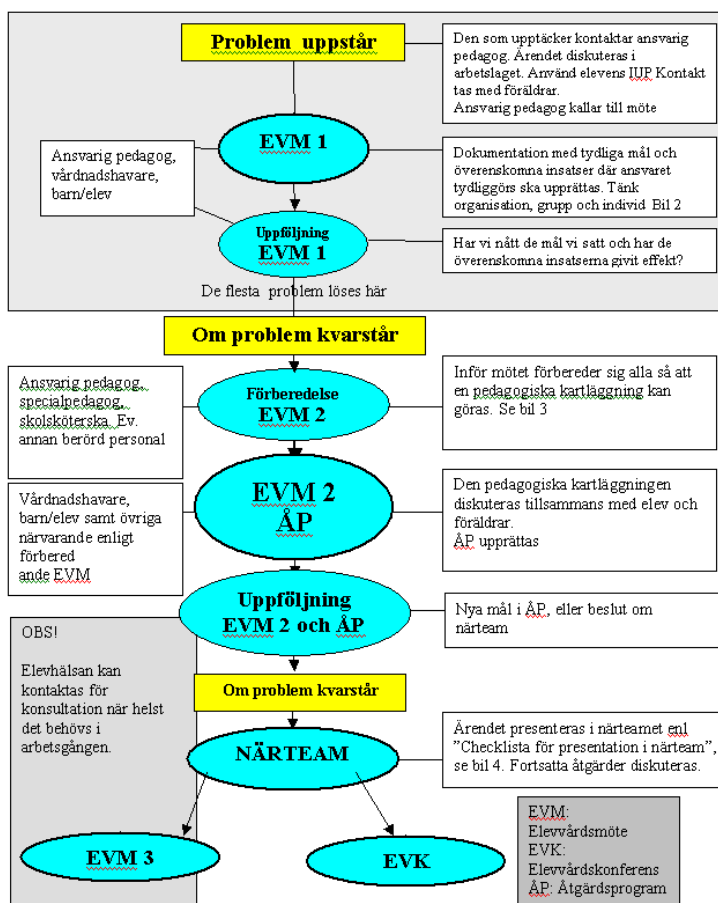 Problem uppstår
Den som upptäcker kontaktar ansvarig
pedagog. Ärendet diskuteras i
arbetslaget. Använd elevens IUP Kontakt
tas med föräldrar.
Ansvarig pedagog kallar till möte
EVM 1
Ansvarig pedagog,
vårdnadshavare,
barn/elev
Dokumentation med tydliga mål och
överenskomna insatser där ansvaret
tydliggörs ska upprättas. Tänk
organisation, grupp och individ Bil 2
Uppföljning
EVM 1
Har vi nått de mål vi satt och har de
överenskomna insatserna givit effekt?
De flesta problem löses här
Om problem kvarstår
Ansvarig pedagog,
specialpedagog,
skolsköterska. Ev.
annan berörd personal
Förberedelse
EVM 2
Inför mötet förbereder sig alla så att
en pedagogiska kartläggning kan
göras. Se bil 3
Vårdnadshavare,
barn/elev samt övriga
närvarande enligt
förbered
ande EVM
EVM 2
ÅP
Den pedagogiska kartläggningen
diskuteras tillsammans med elev och
föräldrar.
ÅP upprättas
Uppföljning
EVM 2 och ÅP
Nya mål i ÅP, eller beslut om
närteam
OBS!
Elevhälsan kan
kontaktas för
konsultation när helst
det behövs i
arbetsgången.
Om problem kvarstår
NÄRTEAM
Ärendet presenteras i närteamet enl
”Checklista för presentation i närteam”,
se bil 4. Fortsatta åtgärder diskuteras.
EVM 3
EVK
EVM:
Elevvårdsmöte
EVK:
Elevvårdskonferens
ÅP: Åtgärdsprogram